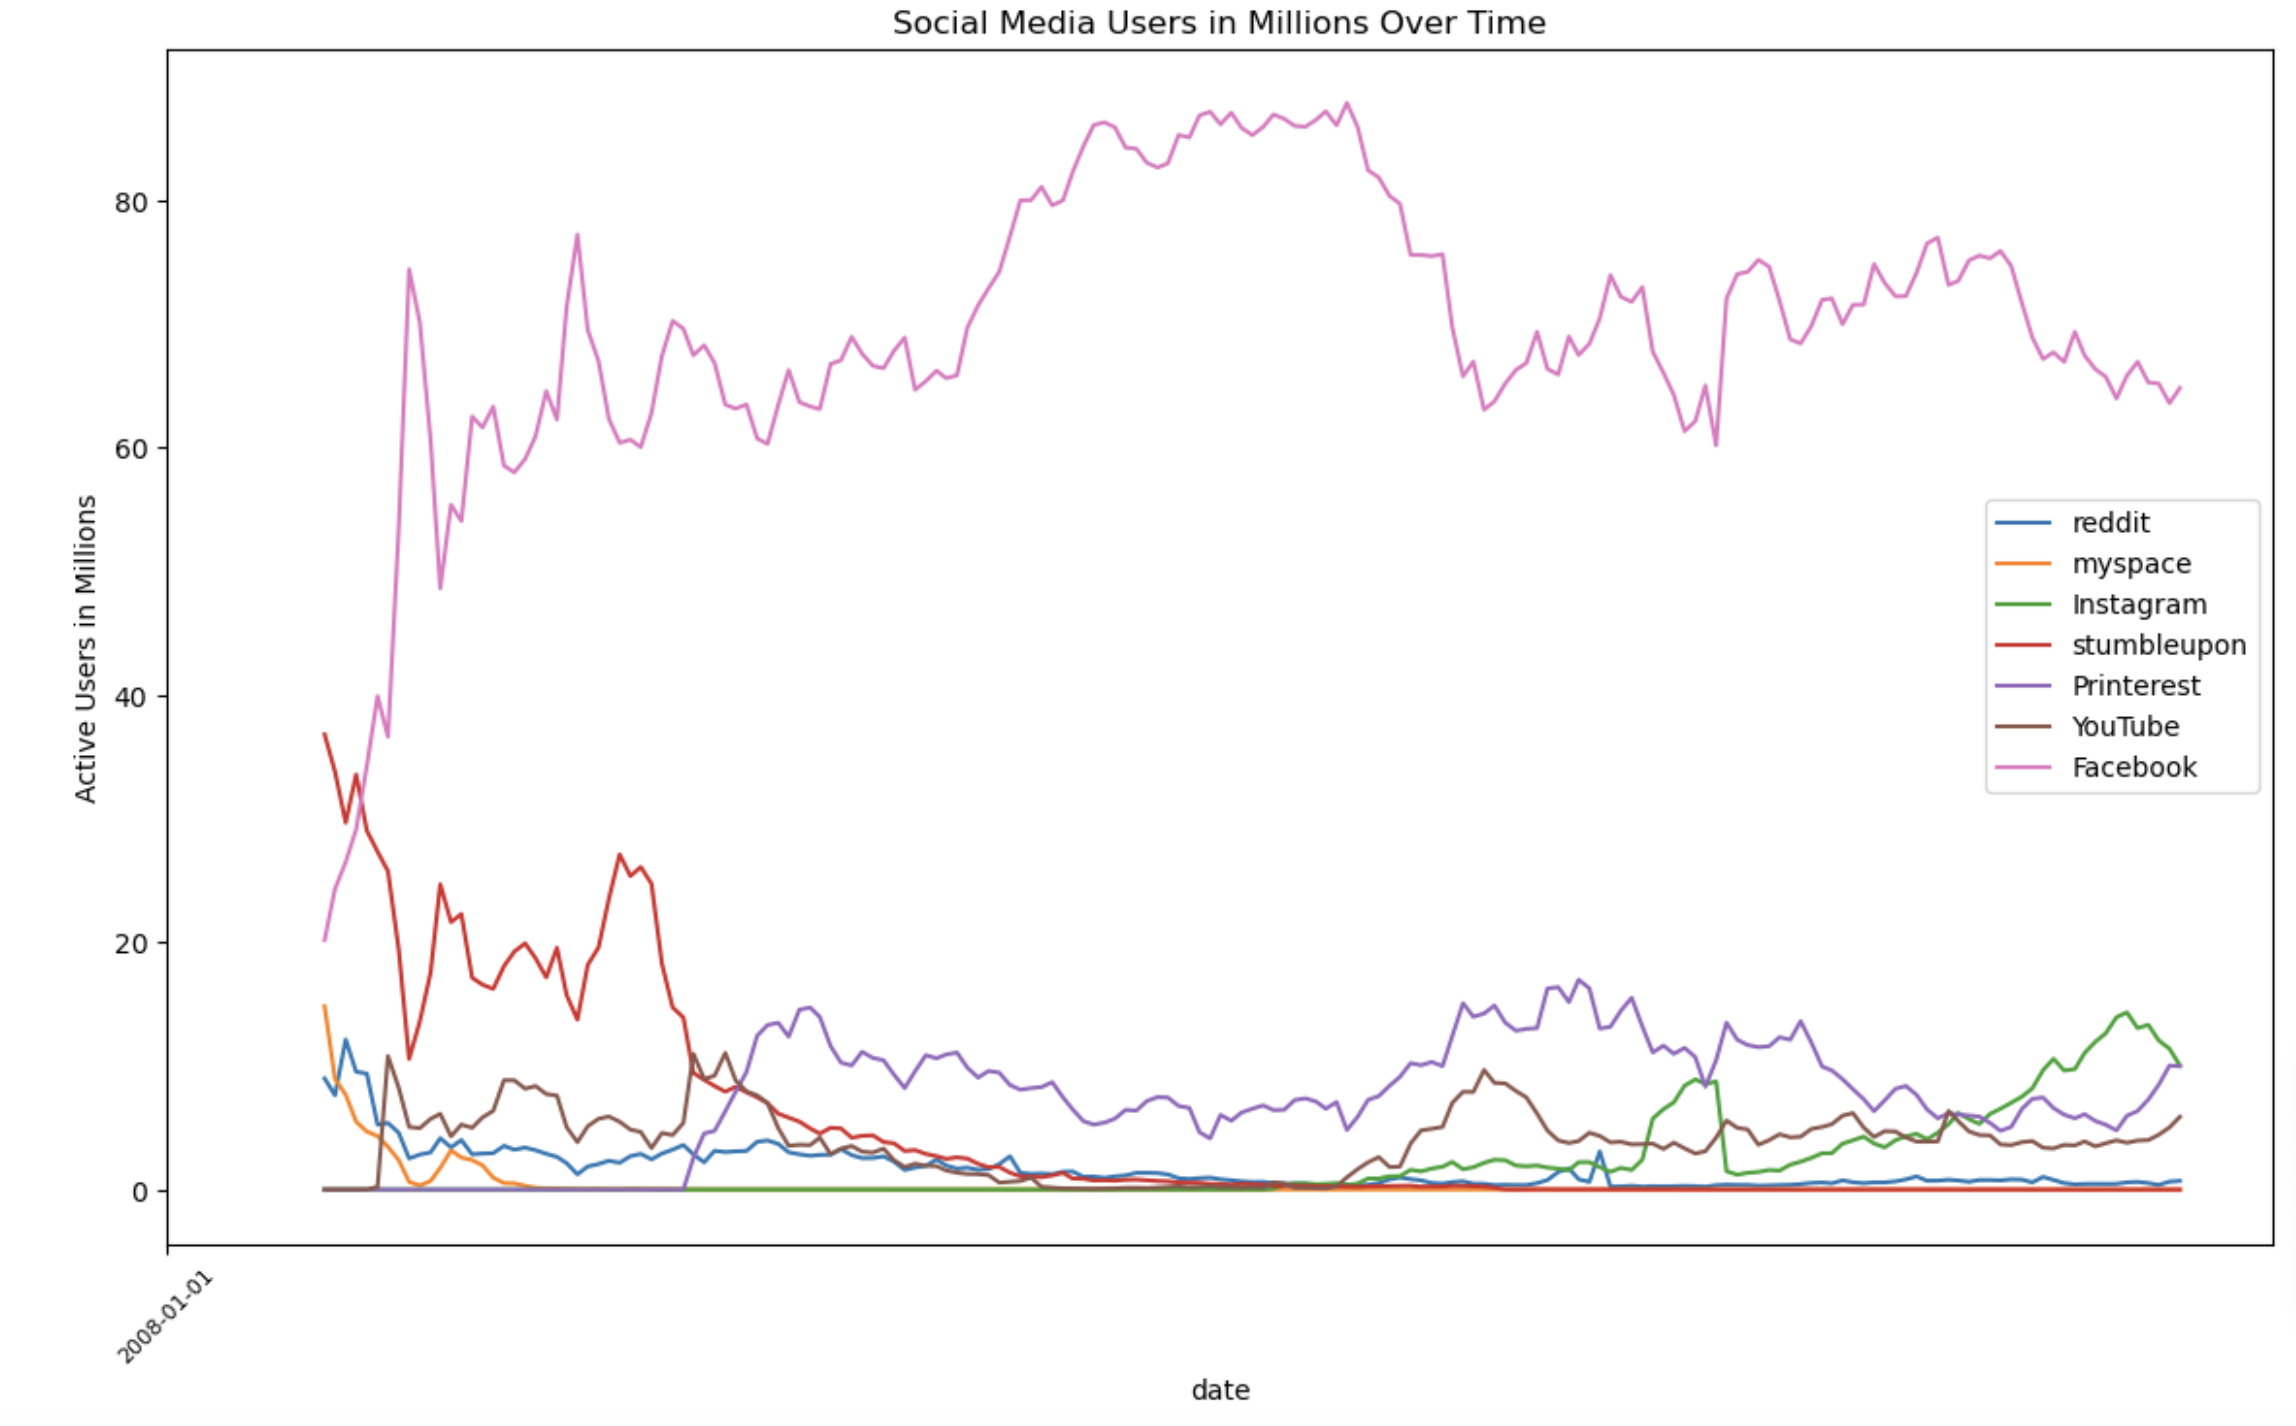 Social Media Users in Millions Over Time
Active Users in Millions
80
60
40
20
0
reddit
myspace
Instagram
stumbleupon
Printerest
YouTube
Facebook
2008-01-01
date